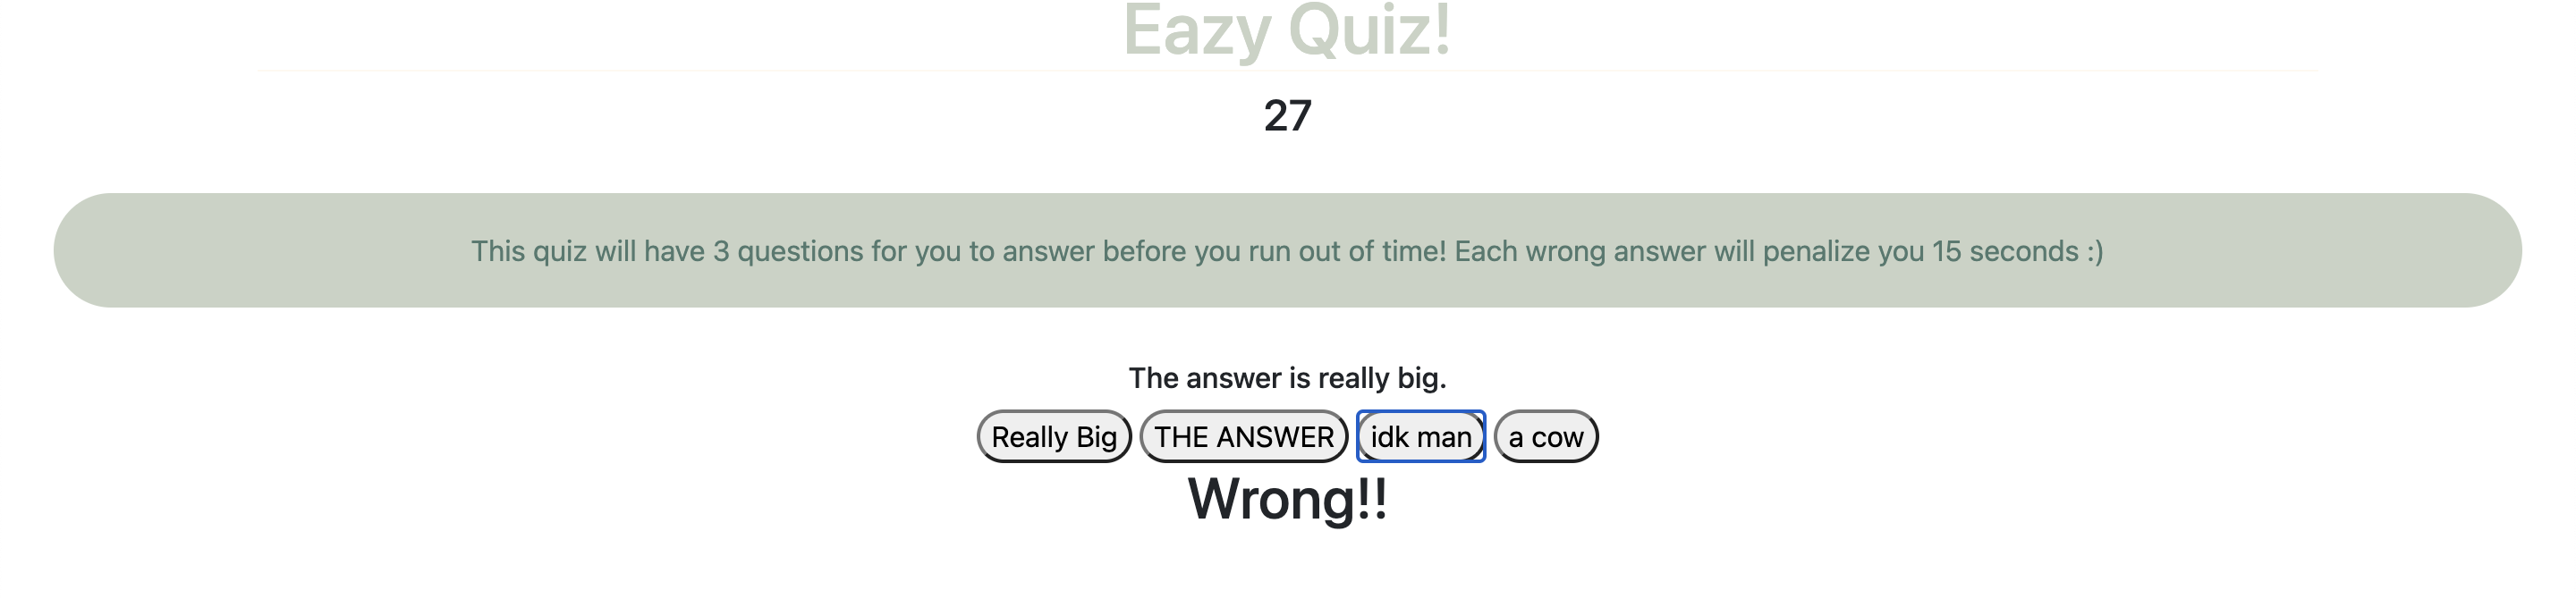 Eazy Quiz!
27
This quiz will have 3 questions for you to answer before you run out of time! Each wrong answer will penalize you 15 seconds :)
The answer is really big.
Really Big THE ANSWER idk man a cow
Wrong!!